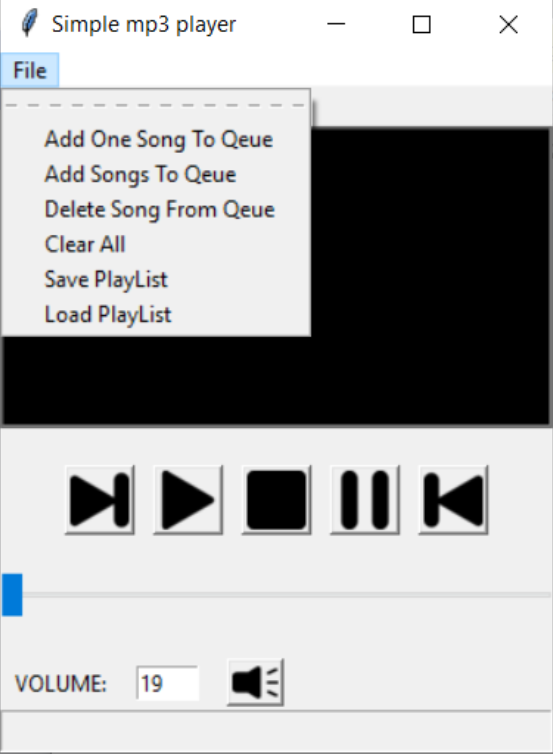 Simple mp3 player
File
Add One Song To Qeue
Add Songs To Qeue
Delete Song From Qeue
Clear All
Save PlayList
Load PlayList
VOLUME: 19